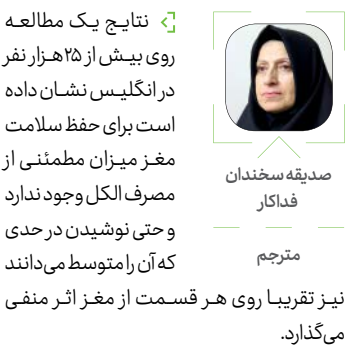 نتایج یک مطالعه
روی بیش از ۲۵هزار نفر
در انگلیس نشان داده
است برای حفظ سلامت
مغز میزان مطمئنی از
مصرف الکل وجود ندارد
و حتی نوشیدن در حدی
که آن را متوسط می‌دانند
نیز تقریبا روی هر قسمت از مغز اثر منفی
می‌گذارد.
صدیقه سخندان
فداکار
مترجم